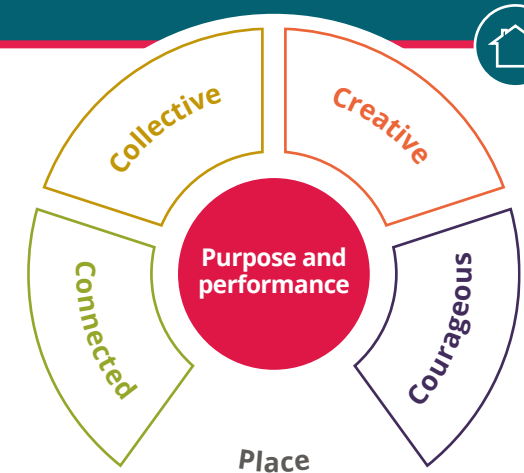 Collective
Creative
Purpose and
performance
Connected
Courageous
Place